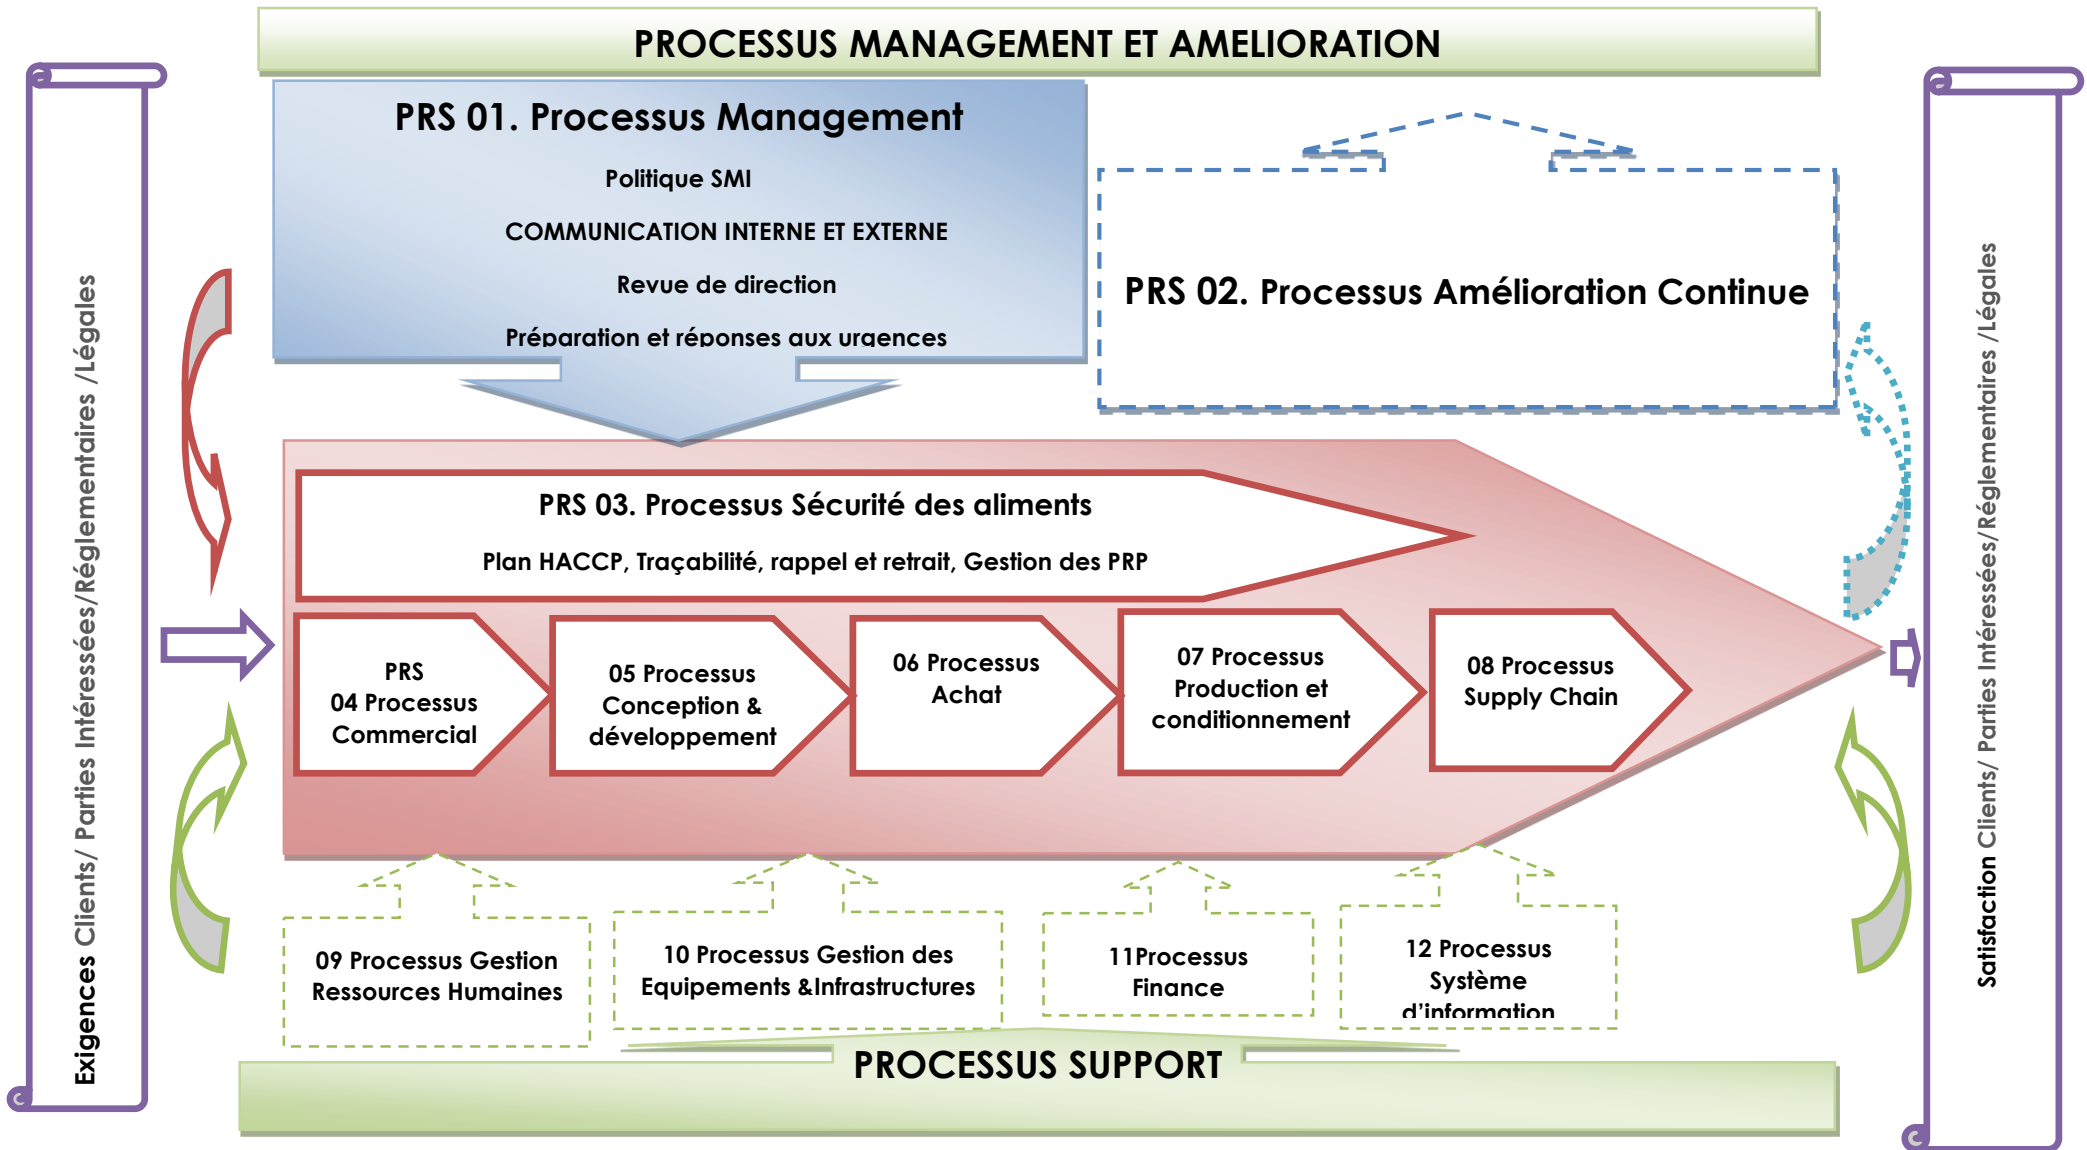 PROCESSUS MANAGEMENT ET AMELIORATION
PRS 01. Processus Management
Politique SMI
COMMUNICATION INTERNE ET EXTERNE
Revue de direction
Préparation et réponses aux urgences
PRS 02. Processus Amélioration Continue
Exigences Clients/ Parties Intéressées/Réglementaires /Légales
PRS 03. Processus Sécurité des aliments
Plan HACCP, Traçabilité, rappel et retrait, Gestion des PRP
PRS
04 Processus
Commercial
05 Processus
Conception &
développement
06 Processus
Achat
07 Processus
Production et
conditionnement
08 Processus
Supply Chain
Satisfaction Clients/ Parties Intéressées/Réglementaires /Légales
09 Processus Gestion
Ressources Humaines
10 Processus Gestion des
Equipements &Infrastructures
11Processus
Finance
12 Processus
Système
d'information
PROCESSUS SUPPORT